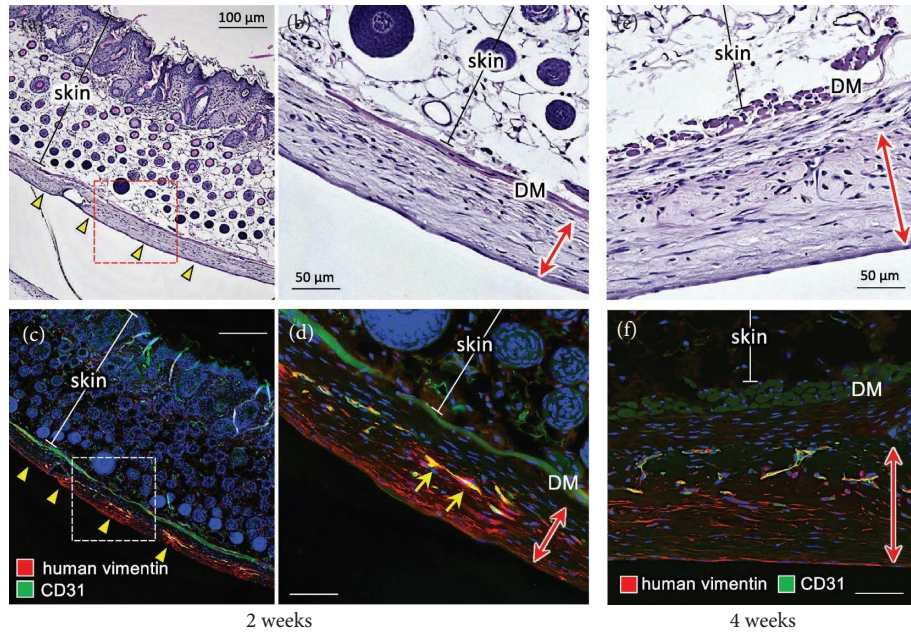 (a)
100 µm
skin
(b)
skin
DM
50 µm
(e)
skin
DM
50 µm
(c)
skin
human vimentin
CD31
(d)
skin
DM
(f)
skin
DM
human vimentin
CD31
2 weeks
4 weeks